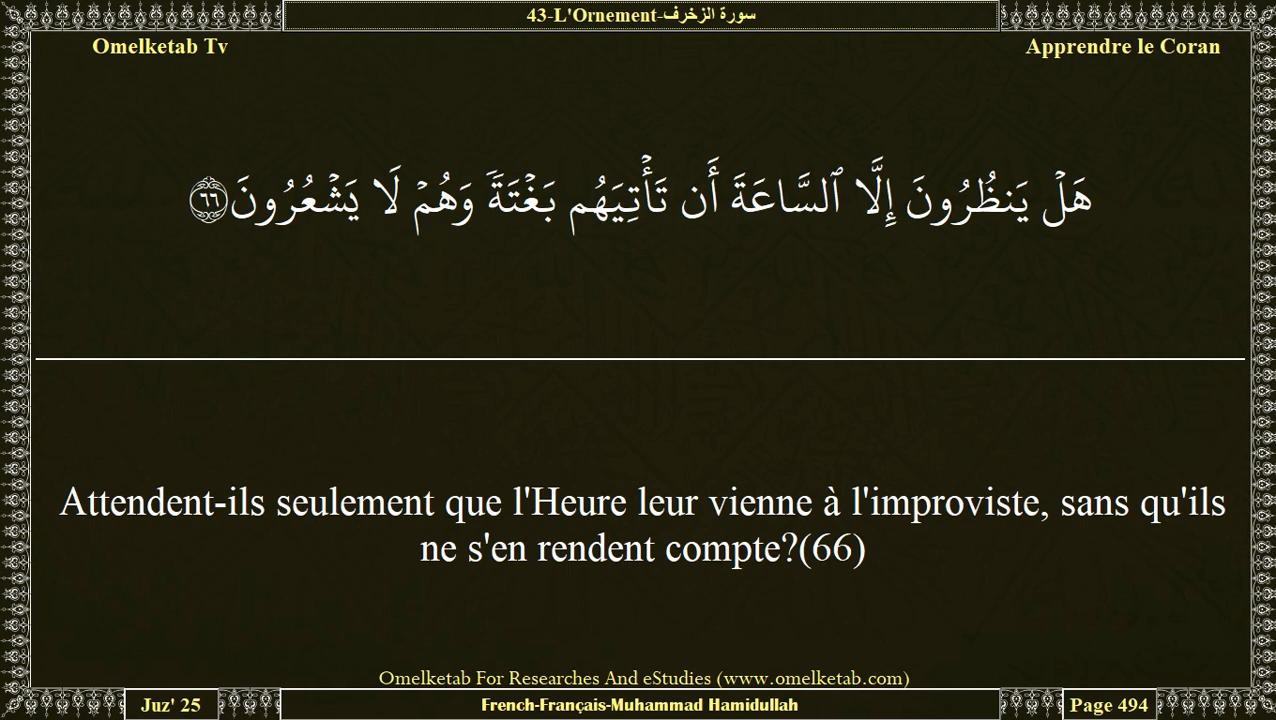 43-L'Ornement-سورة الزخرف
Omelketab Tv
Apprendre le Coran
هَلۡ يَنظُرُونَ إِلَّا ٱلسَّاعَةَ أَن تَأۡتِيَهُم بَغۡتَةٗ وَهُمۡ لَا يَشۡعُرُونَ ٦٦
Attendent-ils seulement que l'Heure leur vienne à l'improviste, sans qu'ils
ne s'en rendent compte?(66)
Omelketab For Researches And eStudies (www.omelketab.com)
Juz' 25
French-Français-Muhammad Hamidullah
Page 494